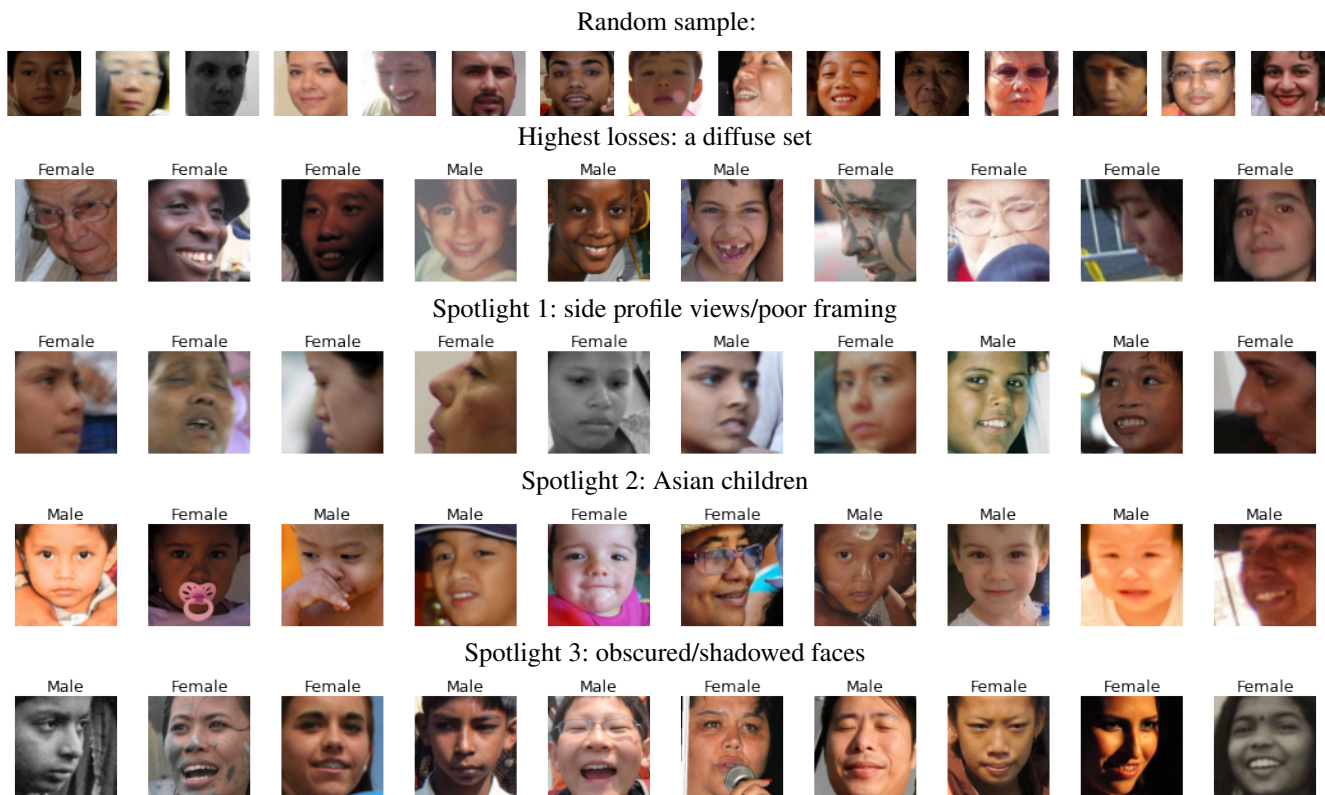 Random sample:
Highest losses: a diffuse set
Female Female Female Male Male Male Female Female Female Female
Spotlight 1: side profile views/poor framing
Female Female Female Female Female Male Female Male Male Female
Spotlight 2: Asian children
Male Female Male Male Female Female Male Male Male Male
Spotlight 3: obscured/shadowed faces
Male Female Female Male Male Female Male Female Female Female